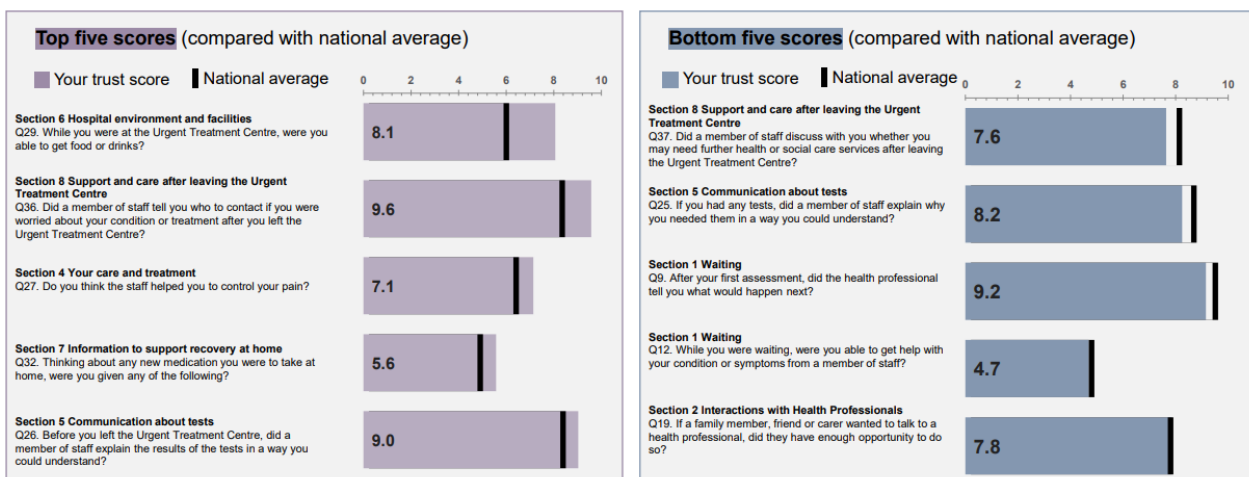 Top five scores (compared with national average)
Your trust score
National average
0 2 4 6 8 10
Section 6 Hospital environment and facilities
Q29. While you were at the Urgent Treatment Centre, were you
able to get food or drinks?
8.1
Section 8 Support and care after leaving the Urgent
Treatment Centre
Q36. Did a member of staff tell you who to contact if you were
worried about your condition or treatment after you left the
Urgent Treatment Centre?
9.6
Section 4 Your care and treatment
Q27. Do you think the staff helped you to control your pain?
7.1
Section 7 Information to support recovery at home
Q32. Thinking about any new medication you were to take at
home, were you given any of the following?
5.6
Section 5 Communication about tests
Q26. Before you left the Urgent Treatment Centre, did a
member of staff explain the results of the tests in a way you
could understand?
9.0
Bottom five scores (compared with national average)
Your trust score
National average
0 2 4 6 8 10
Section 8 Support and care after leaving the Urgent
Treatment Centre
Q37. Did a member of staff discuss with you whether you
may need further health or social care services after leaving
the Urgent Treatment Centre?
7.6
Section 5 Communication about tests
Q25. If you had any tests, did a member of staff explain why
you needed them in a way you could understand?
8.2
Section 1 Waiting
Q9. After your first assessment, did the health professional
tell you what would happen next?
9.2
Section 1 Waiting
Q12. While you were waiting, were you able to get help with
your condition or symptoms from a member of staff?
4.7
Section 2 Interactions with Health Professionals
Q19. If a family member, friend or carer wanted to talk to a
health professional, did they have enough opportunity to do
so?
7.8